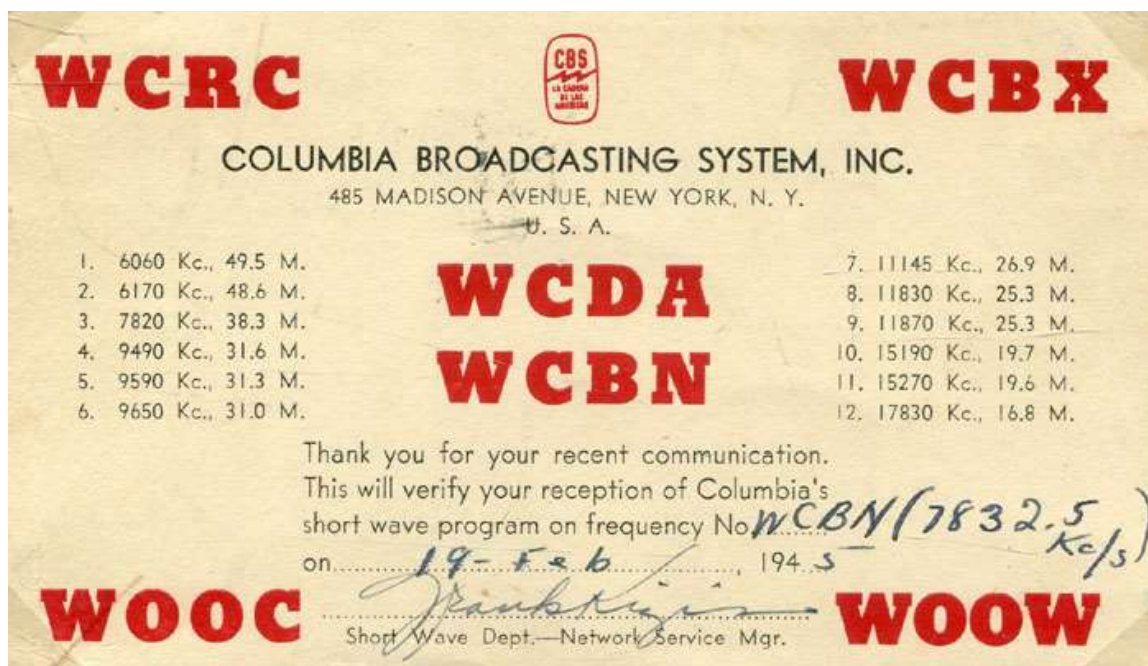 WCRC
CBS
LA CADENA
DE LAS
AMERICAS
WCBX
COLUMBIA BROADCASTING SYSTEM, INC.
485 MADISON AVENUE, NEW YORK, N. Y.
U. S. A.
1. 6060 Kc., 49.5 M.
2. 6170 Kc., 48.6 M.
3. 7820 Kc., 38.3 M.
4. 9490 Kc., 31.6 M.
5. 9590 Kc., 31.3 M.
6. 9650 Kc., 31.0 M.
WCDA
WCBN
7. 11145 Kc., 26.9 M.
8. 11830 Kc., 25.3 M.
9. 11870 Kc., 25.3 M.
10. 15190 Kc., 19.7 M.
11. 15270 Kc., 19.6 M.
12. 17830 Kc., 16.8 M.
Thank you for your recent communication.
This will verify your reception of Columbia's
short wave program on frequency No WCBN (7832.5 Kc/s)
on 19-Feb, 1945
WOOC
Short Wave Dept.—Network Service Mgr.
WOOW